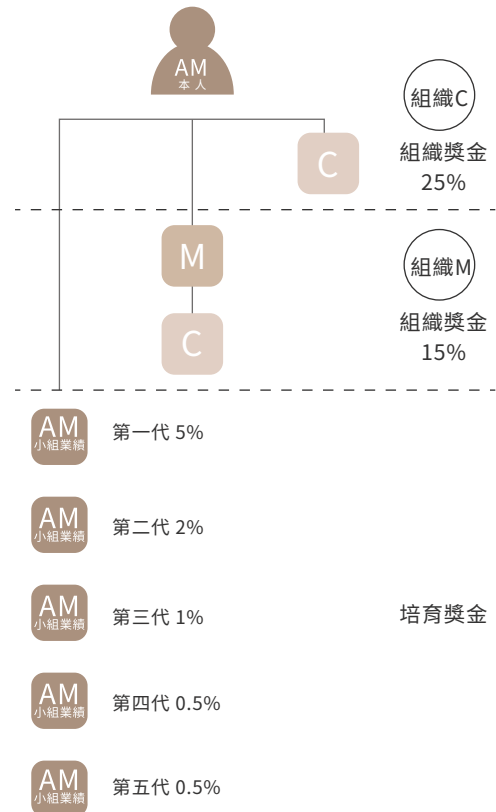 AM
本人
組織C
組織獎金
25%
C
M
組織M
組織獎金
15%
C
AM
小組業績
第一代 5%
AM
小組業績
第二代 2%
AM
小組業績
第三代 1%
培育獎金
AM
小組業績
第四代 0.5%
AM
小組業績
第五代 0.5%